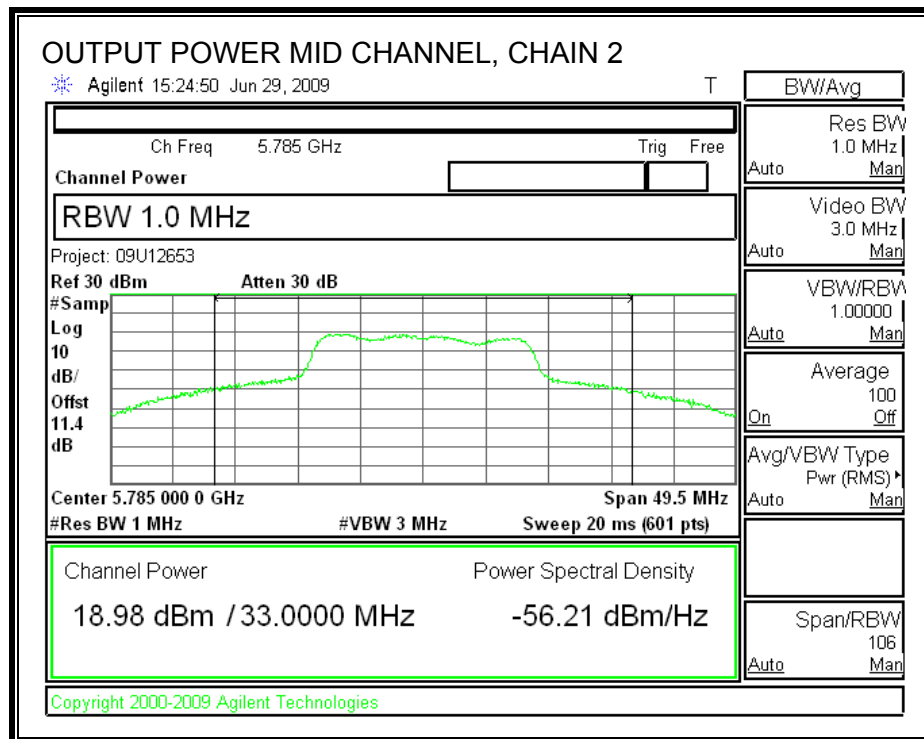 OUTPUT POWER MID CHANNEL, CHAIN 2
Agilent 15:24:50 Jun 29, 2009 T
Ch Freq 5.785 GHz Trig Free
Channel Power
RBW 1.0 MHz
Project: 09U12653
Ref 30 dBm Atten 30 dB
#Samp
Log
10
dB/
Offst
11.4
dB
Center 5.785 000 0 GHz Span 49.5 MHz
#Res BW 1 MHz #VBW 3 MHz Sweep 20 ms (601 pts)
Channel Power Power Spectral Density
18.98 dBm / 33.0000 MHz -56.21 dBm/Hz
Copyright 2000-2009 Agilent Technologies
BW/Avg
Res BW
1.0 MHz
Auto Man
Video BW
3.0 MHz
Auto Man
VBW/RBW
1.00000
Auto Man
Average
100
On Off
Avg/VBW Type
Pwr (RMS)
Auto Man
Span/RBW
106
Auto Man